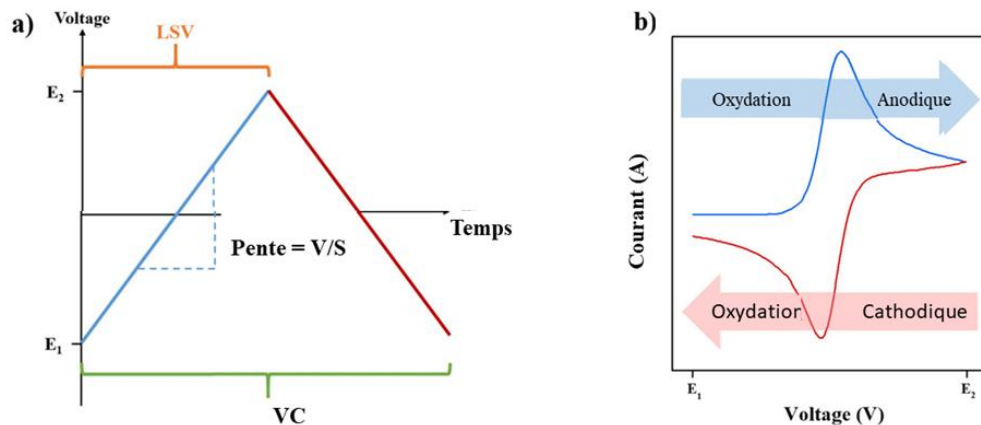 a)
Voltage
LSV
E₂
Temps
Pente = V/S
E₁
VC
b)
Oxydation Anodique
Courant (A)
Oxydation Cathodique
E₁ E₂
Voltage (V)